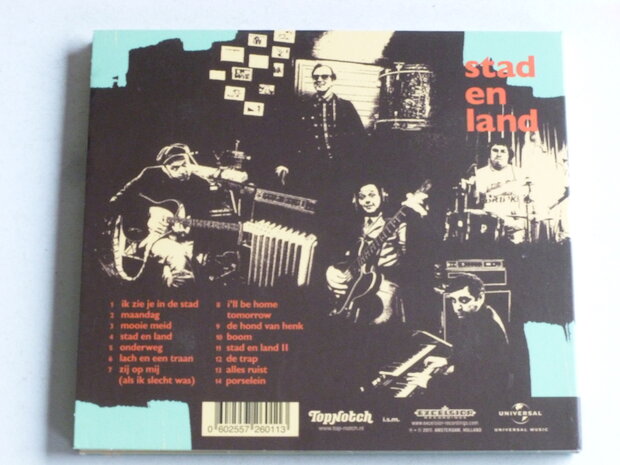 stad
en
land
1 ik zie je in de stad
2 maandag
3 mooie meid
4 stad en land
5 onderweg
6 lach en een traan
7 zij op mij
(als ik slecht was)
8 i'll be home
tomorrow
9 de hond van henk
10 boom
11 stad en land II
12 de trap
13 alles ruist
14 porselein
0 602557 260113
TopNotch
www.top-notch.nl
i.s.m.
EXCELSIOR
RECORDINGS
www.excelsior-recordings.com
AMSTERDAM, HOLLAND
UNIVERSAL
UNIVERSAL MUSIC